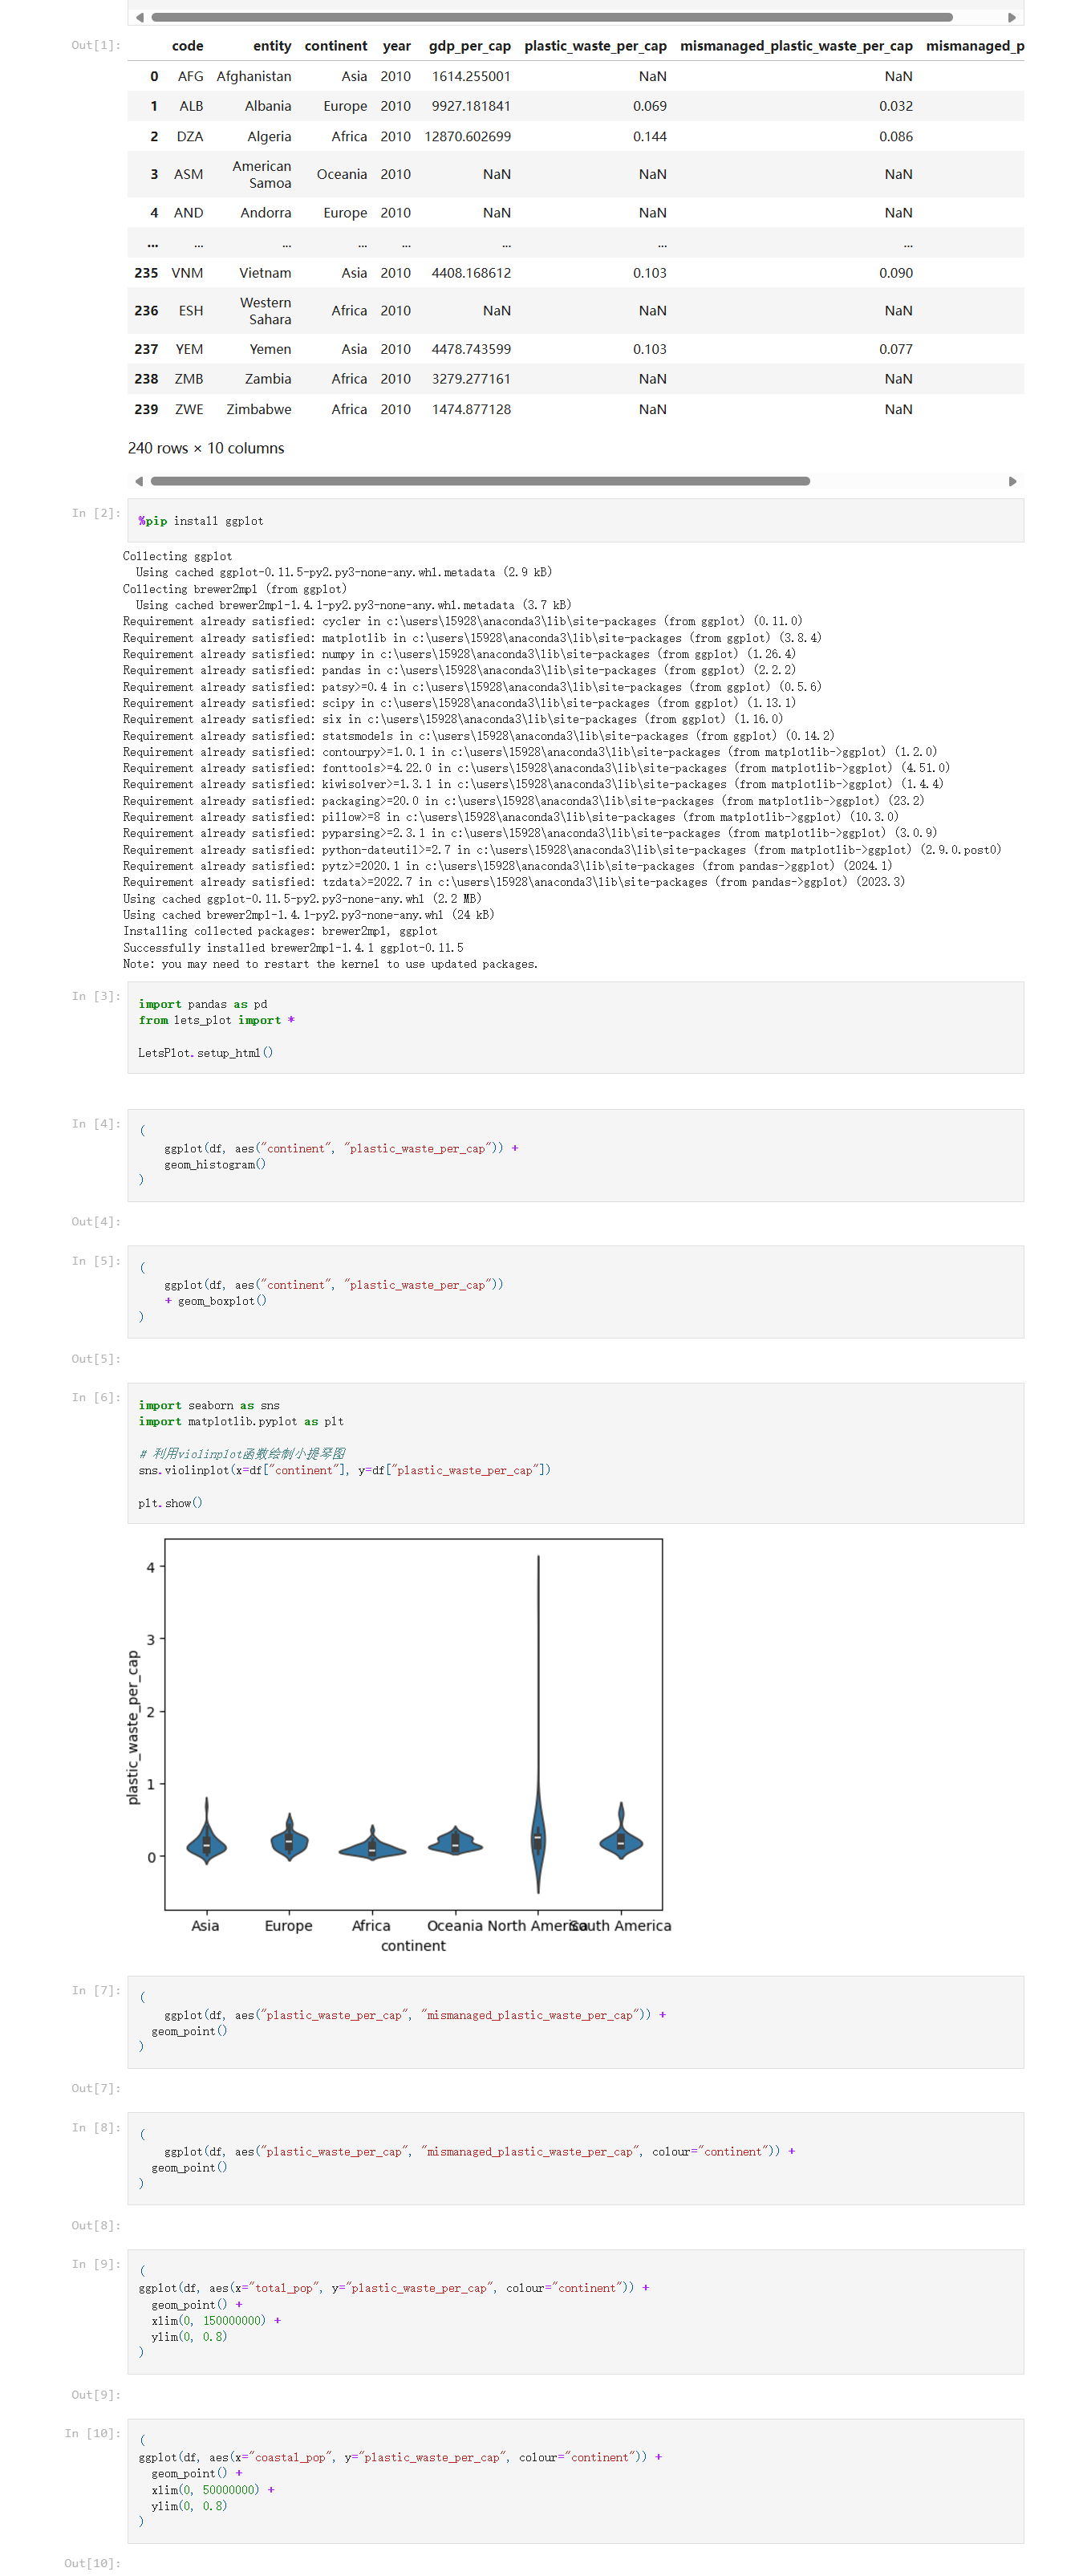 Out[1]:
code entity continent year gdp_per_cap plastic_waste_per_cap mismanaged_plastic_waste_per_cap mismanaged_p
0 AFG Afghanistan Asia 2010 1614.255001 NaN NaN
1 ALB Albania Europe 2010 9927.181841 0.069 0.032
2 DZA Algeria Africa 2010 12870.602699 0.144 0.086
3 ASM American Samoa Oceania 2010 NaN NaN NaN
4 AND Andorra Europe 2010 NaN NaN NaN
... ... ... ... ... ... ... ...
235 VNM Vietnam Asia 2010 4408.168612 0.103 0.090
236 ESH Western Sahara Africa 2010 NaN NaN NaN
237 YEM Yemen Asia 2010 4478.743599 0.103 0.077
238 ZMB Zambia Africa 2010 3279.277161 NaN NaN
239 ZWE Zimbabwe Africa 2010 1474.877128 NaN NaN
240 rows × 10 columns
In [2]:
%pip install ggplot
Collecting ggplot
Using cached ggplot-0.11.5-py2.py3-none-any.whl.metadata (2.9 kB)
Collecting brewer2mpl (from ggplot)
Using cached brewer2mpl-1.4.1-py2.py3-none-any.whl.metadata (3.7 kB)
Requirement already satisfied: cycler in c:\users\15928\anaconda3\lib\site-packages (from ggplot) (0.11.0)
Requirement already satisfied: matplotlib in c:\users\15928\anaconda3\lib\site-packages (from ggplot) (3.8.4)
Requirement already satisfied: numpy in c:\users\15928\anaconda3\lib\site-packages (from ggplot) (1.26.4)
Requirement already satisfied: pandas in c:\users\15928\anaconda3\lib\site-packages (from ggplot) (2.2.2)
Requirement already satisfied: patsy>=0.4 in c:\users\15928\anaconda3\lib\site-packages (from ggplot) (0.5.6)
Requirement already satisfied: scipy in c:\users\15928\anaconda3\lib\site-packages (from ggplot) (1.13.1)
Requirement already satisfied: six in c:\users\15928\anaconda3\lib\site-packages (from ggplot) (1.16.0)
Requirement already satisfied: statsmodels in c:\users\15928\anaconda3\lib\site-packages (from ggplot) (0.14.2)
Requirement already satisfied: contourpy>=1.0.1 in c:\users\15928\anaconda3\lib\site-packages (from matplotlib->ggplot) (1.2.0)
Requirement already satisfied: fonttools>=4.22.0 in c:\users\15928\anaconda3\lib\site-packages (from matplotlib->ggplot) (4.51.0)
Requirement already satisfied: kiwisolver>=1.3.1 in c:\users\15928\anaconda3\lib\site-packages (from matplotlib->ggplot) (1.4.4)
Requirement already satisfied: packaging>=20.0 in c:\users\15928\anaconda3\lib\site-packages (from matplotlib->ggplot) (23.2)
Requirement already satisfied: pillow>=8 in c:\users\15928\anaconda3\lib\site-packages (from matplotlib->ggplot) (10.3.0)
Requirement already satisfied: pyparsing>=2.3.1 in c:\users\15928\anaconda3\lib\site-packages (from matplotlib->ggplot) (3.0.9)
Requirement already satisfied: python-dateutil>=2.7 in c:\users\15928\anaconda3\lib\site-packages (from matplotlib->ggplot) (2.9.0.post0)
Requirement already satisfied: pytz>=2020.1 in c:\users\15928\anaconda3\lib\site-packages (from pandas->ggplot) (2024.1)
Requirement already satisfied: tzdata>=2022.7 in c:\users\15928\anaconda3\lib\site-packages (from pandas->ggplot) (2023.3)
Using cached ggplot-0.11.5-py2.py3-none-any.whl (2.2 MB)
Using cached brewer2mpl-1.4.1-py2.py3-none-any.whl (24 kB)
Installing collected packages: brewer2mpl, ggplot
Successfully installed brewer2mpl-1.4.1 ggplot-0.11.5
Note: you may need to restart the kernel to use updated packages.
In [3]:
import pandas as pd
from lets_plot import *
LetsPlot.setup_html()
In [4]:
(
ggplot(df, aes("continent", "plastic_waste_per_cap")) +
geom_histogram()
)
Out[4]:
In [5]:
(
ggplot(df, aes("continent", "plastic_waste_per_cap"))
+ geom_boxplot()
)
Out[5]:
In [6]:
import seaborn as sns
import matplotlib.pyplot as plt
# 利用violinplot函数绘制小提琴图
sns.violinplot(x=df["continent"], y=df["plastic_waste_per_cap"])
plt.show()
4
3
2
1
0
plastic_waste_per_cap
Asia Europe Africa Oceania North America South America
continent
In [7]:
(
ggplot(df, aes("plastic_waste_per_cap", "mismanaged_plastic_waste_per_cap")) +
geom_point()
)
Out[7]:
In [8]:
(
ggplot(df, aes("plastic_waste_per_cap", "mismanaged_plastic_waste_per_cap", colour="continent")) +
geom_point()
)
Out[8]:
In [9]:
(
ggplot(df, aes(x="total_pop", y="plastic_waste_per_cap", colour="continent")) +
geom_point() +
xlim(0, 150000000) +
ylim(0, 0.8)
)
Out[9]:
In [10]:
(
ggplot(df, aes(x="coastal_pop", y="plastic_waste_per_cap", colour="continent")) +
geom_point() +
xlim(0, 50000000) +
ylim(0, 0.8)
)
Out[10]: